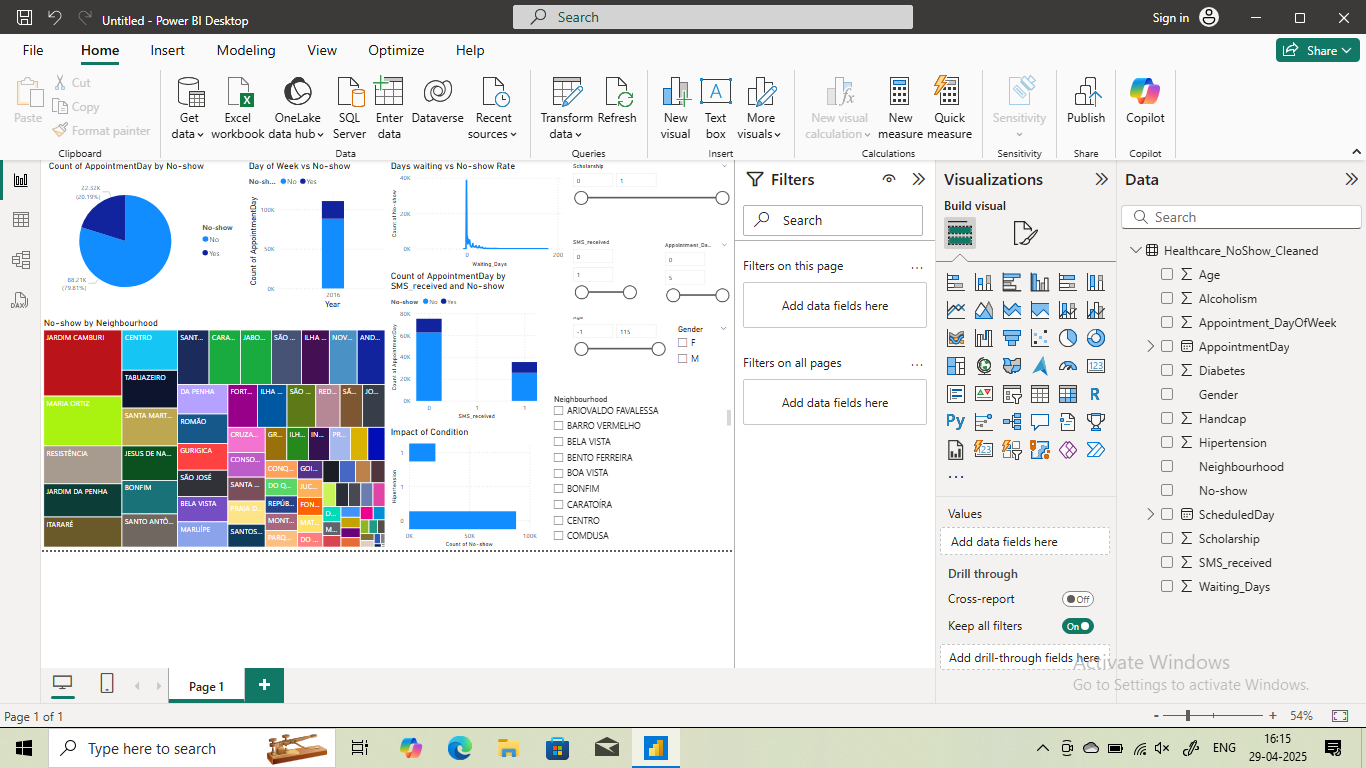 Untitled - Power BI Desktop
Search
Sign in
File
Home
Insert
Modeling
View
Optimize
Help
Share
Paste
Cut
Copy
Format painter
Clipboard
Get data
Excel workbook
OneLake data hub
SQL Server
Enter data
Dataverse
Recent sources
Data
Transform data
Refresh
Queries
New visual
Text box
More visuals
Insert
New visual calculation
New measure
Quick measure
Calculations
Sensitivity
Sensitivity
Publish
Share
Copilot
Copilot
Count of AppointmentDay by No-show
22.32K
(20.19%)
88.21K
(79.81%)
No-show
No
Yes
Day of Week vs No-show
No-sh...
No
Yes
Count of AppointmentDay
100K
50K
0K
2016
Year
Days waiting vs No-show Rate
Count of No-show
40K
20K
0K
0
200
Waiting_Days
Count of AppointmentDay by
SMS_received and No-show
No-show
No
Yes
Count of AppointmentDay
80K
60K
40K
20K
0K
0
1
1
SMS_received
Scholarship
0
1
SMS_received
0
1
Appointment_Da...
0
5
Age
-1
115
Gender
F
M
No-show by Neighbourhood
JARDIM CAMBURI
MARIA ORTIZ
RESISTÊNCIA
JARDIM DA PENHA
ITARARÉ
CENTRO
TABUAZEIRO
SANTA MART...
JESUS DE NA...
BONFIM
SANTO ANTÔ...
SANT...
CARA...
JABO...
SÃO ...
ILHA ...
NOV...
AND...
DA PENHA
ROMÃO
GURIGICA
SÃO JOSÉ
BELA VISTA
MARUÍPE
FORT...
ILHA ...
SÃO ...
RED...
SÃ...
JO...
CRUZA...
CONSO...
SANTA ...
PRAIA D...
SANTOS...
GR...
ILH...
IN...
PR...
CONQ...
DO Q...
REPÚB...
MONT...
PARQ...
GOI...
JUC...
FON...
MAT...
DO ...
D...
M...
Impact of Condition
Hipertension
1
1
0
0K
50K
100K
Count of No-show
Neighbourhood
ARIOVALDO FAVALESSA
BARRO VERMELHO
BELA VISTA
BENTO FERREIRA
BOA VISTA
BONFIM
CARATOÍRA
CENTRO
COMDUSA
Filters
Search
Filters on this page
...
Add data fields here
Filters on all pages
...
Add data fields here
Visualizations
Build visual
R
Py
123
...
Values
Add data fields here
Drill through
Cross-report
Off
Keep all filters
On
Add drill-through fields here
Data
Search
Healthcare_NoShow_Cleaned
Age
Alcoholism
Appointment_DayOfWeek
AppointmentDay
Diabetes
Gender
Handcap
Hipertension
Neighbourhood
No-show
ScheduledDay
Scholarship
SMS_received
Waiting_Days
Activate Windows
Go to Settings to activate Windows.
Page 1
Page 1 of 1
54%
Type here to search
ENG
16:15
29-04-2025